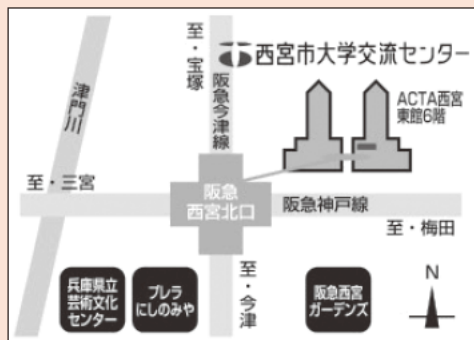 西宮市大学交流センター
至・宝塚
阪急今津線
津門川
ACTA西宮
東館6階
至・三宮
阪急
西宮北口
阪急神戸線
至・梅田
兵庫県立
芸術文化
センター
プレラ
にしのみや
至・今津
阪急西宮
ガーデンズ
N